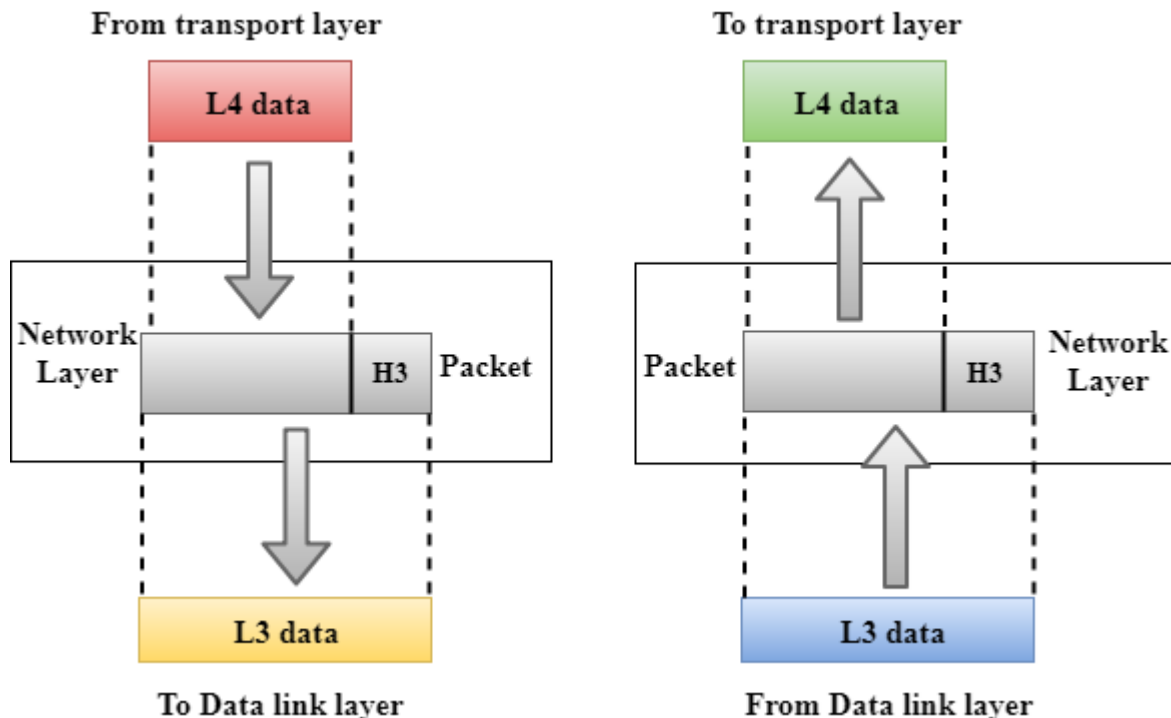 From transport layer
L4 data
Network
Layer
H3
Packet
L3 data
To Data link layer
To transport layer
L4 data
Packet
H3
Network
Layer
L3 data
From Data link layer